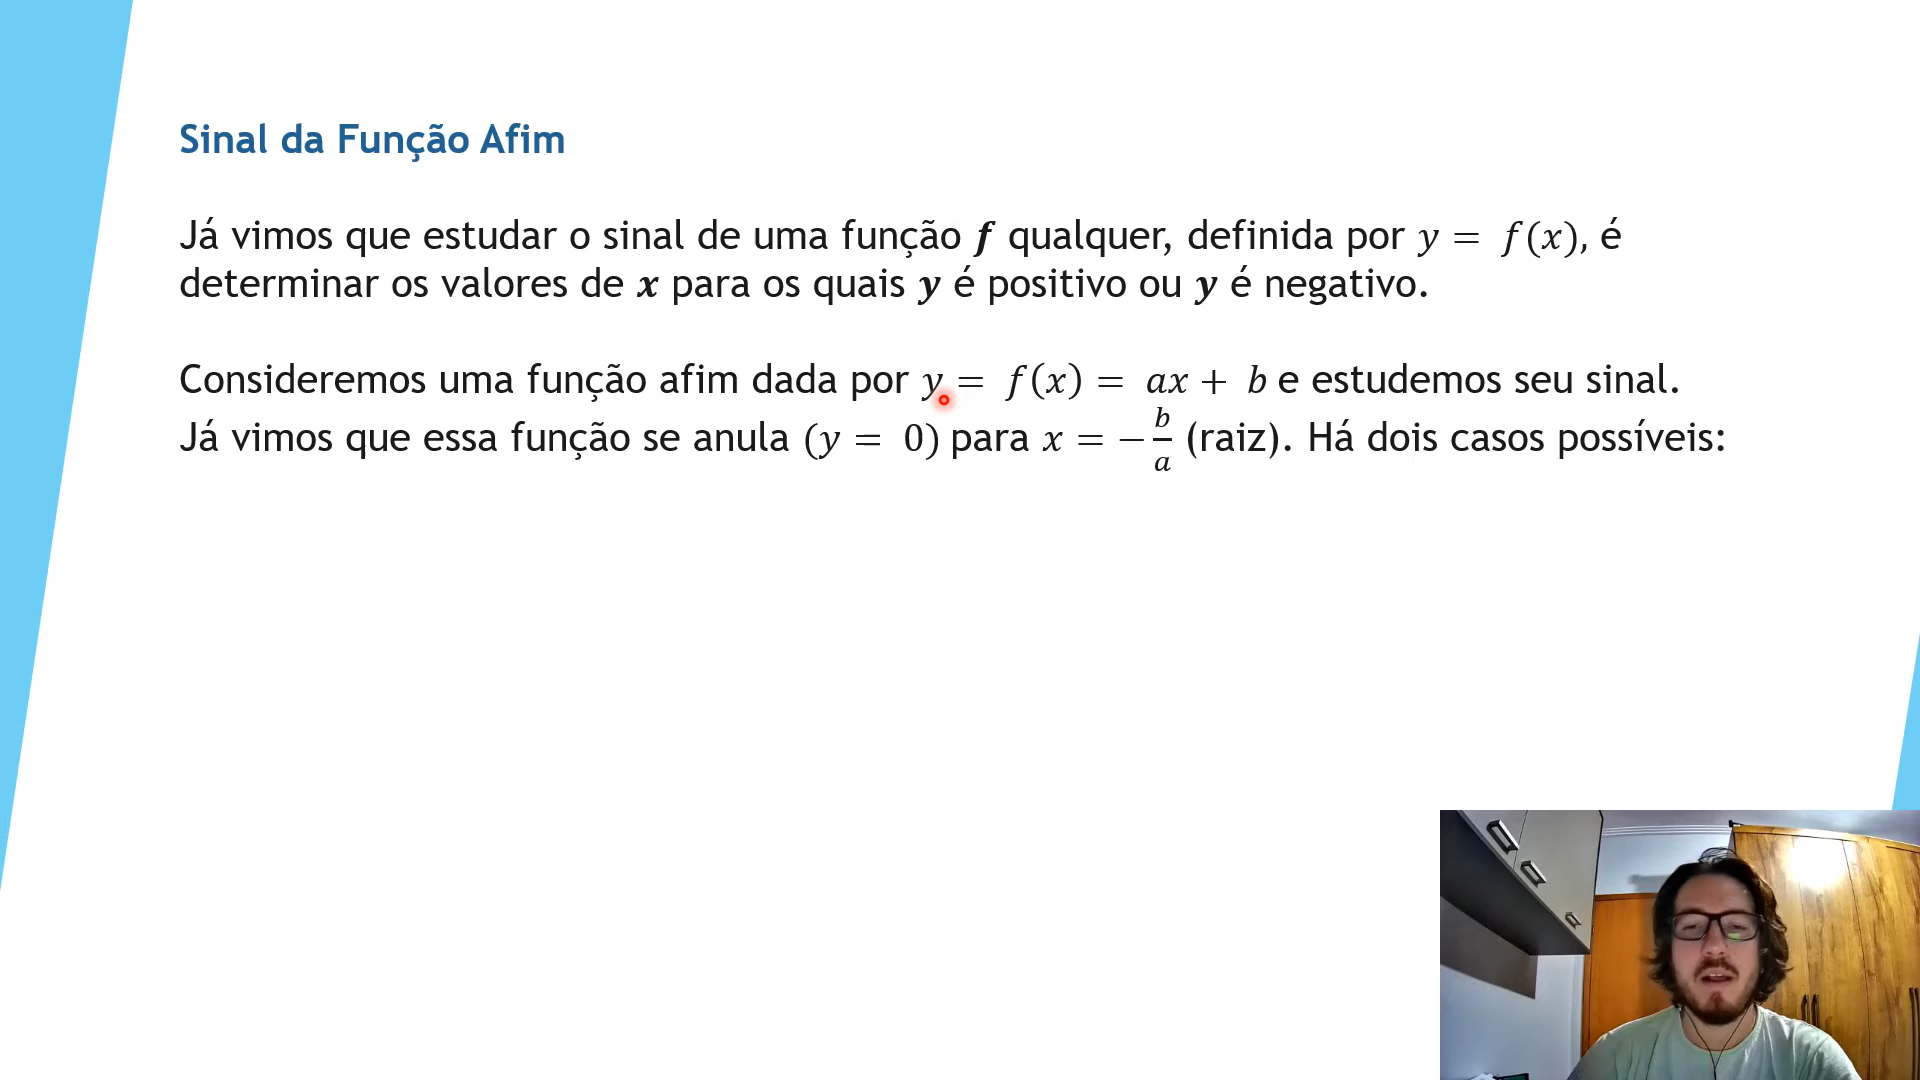 Sinal da Função Afim
Já vimos que estudar o sinal de uma função f qualquer, definida por y = f(x), é
determinar os valores de x para os quais y é positivo ou y é negativo.
Consideremos uma função afim dada por y = f(x) = ax + b e estudemos seu sinal.
Já vimos que essa função se anula (y = 0) para x = −b/a (raiz). Há dois casos possíveis: